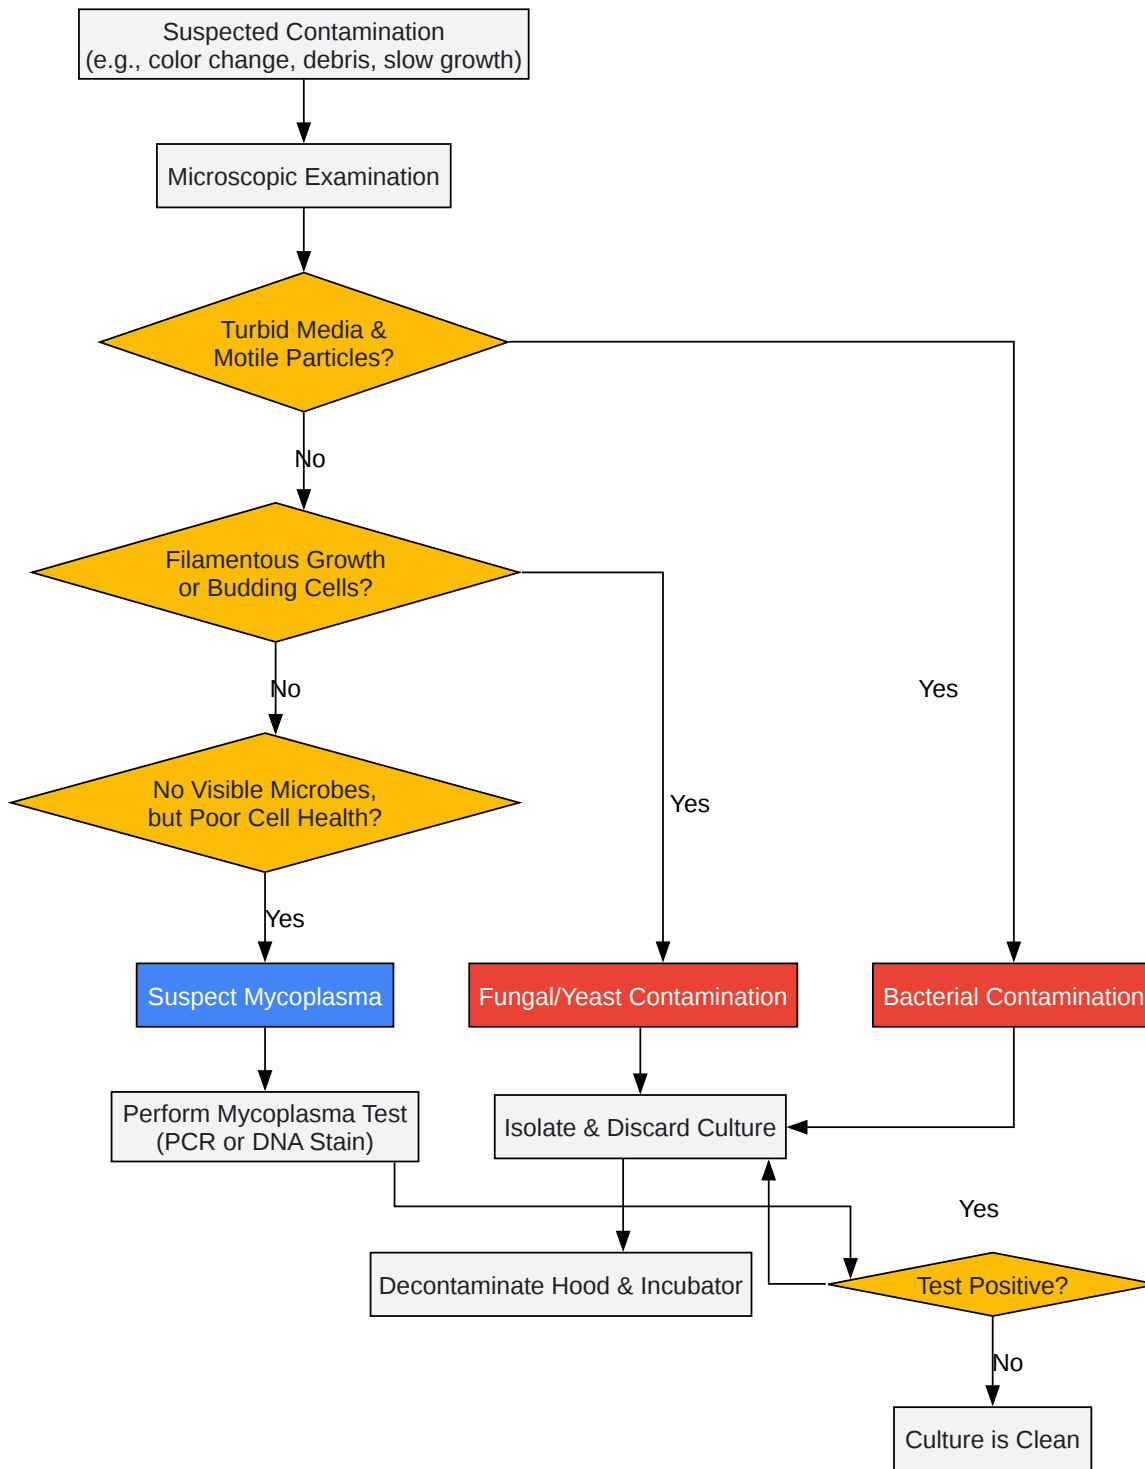 Suspected Contamination
(e.g., color change, debris, slow growth)
Microscopic Examination
Turbid Media &
Motile Particles?
No
Filamentous Growth
or Budding Cells?
No
Yes
No Visible Microbes,
but Poor Cell Health?
Yes
Yes
Suspect Mycoplasma
Fungal/Yeast Contamination
Bacterial Contamination
Perform Mycoplasma Test
(PCR or DNA Stain)
Isolate & Discard Culture
Yes
Decontaminate Hood & Incubator
Test Positive?
No
Culture is Clean